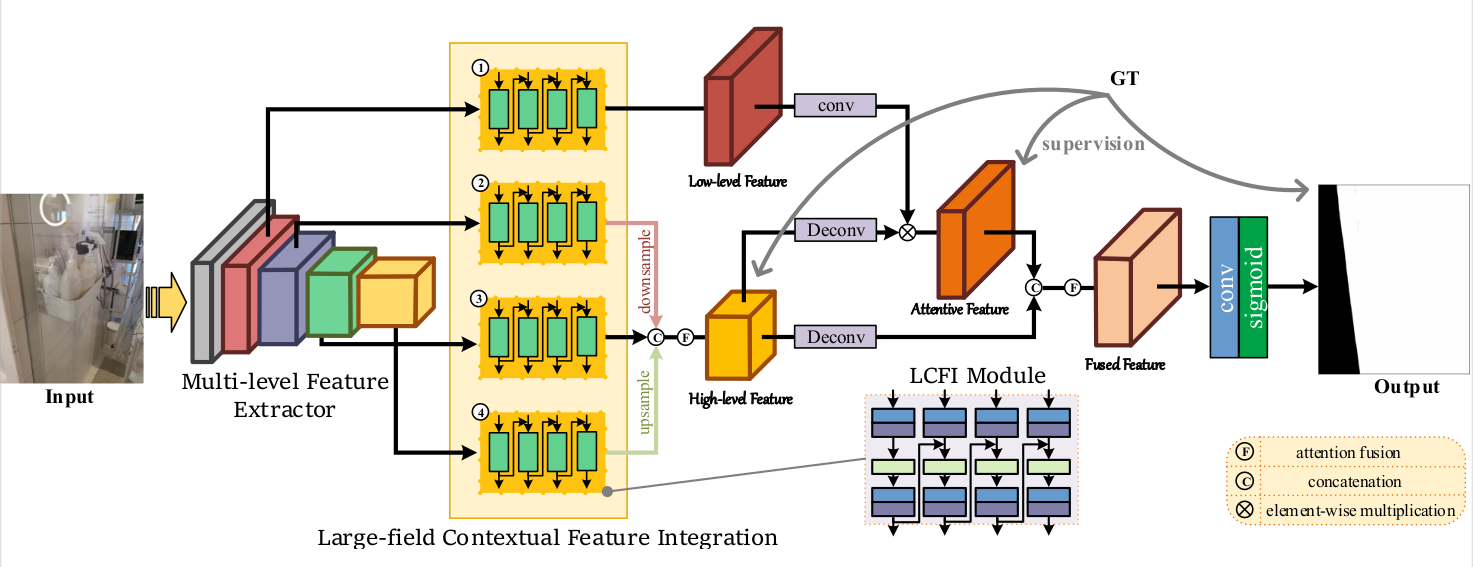 Input
Multi-level Feature
Extractor
1
2
3
4
Large-field Contextual Feature Integration
downsample
upsample
C
F
Low-level Feature
High-level Feature
conv
Deconv
Deconv
Attentive Feature
GT
supervision
C
F
Fused Feature
conv
sigmoid
Output
LCFI Module
F attention fusion
C concatenation
element-wise multiplication